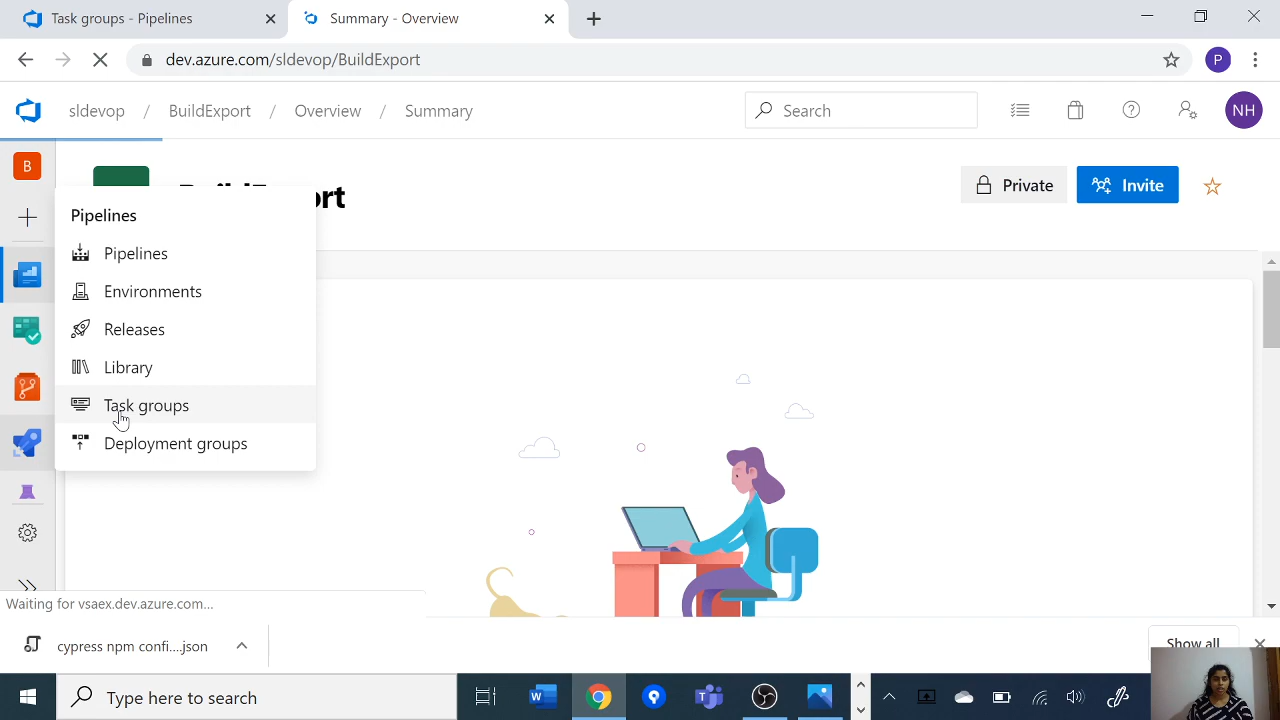 Task groups - Pipelines
Summary - Overview
dev.azure.com/sldevop/BuildExport
P
sldevop / BuildExport / Overview / Summary
Search
NH
B
Private
Invite
Pipelines
Pipelines
Environments
Releases
Library
Task groups
Deployment groups
Waiting for vsaex.dev.azure.com...
cypress npm confi....json
Show all
Type here to search